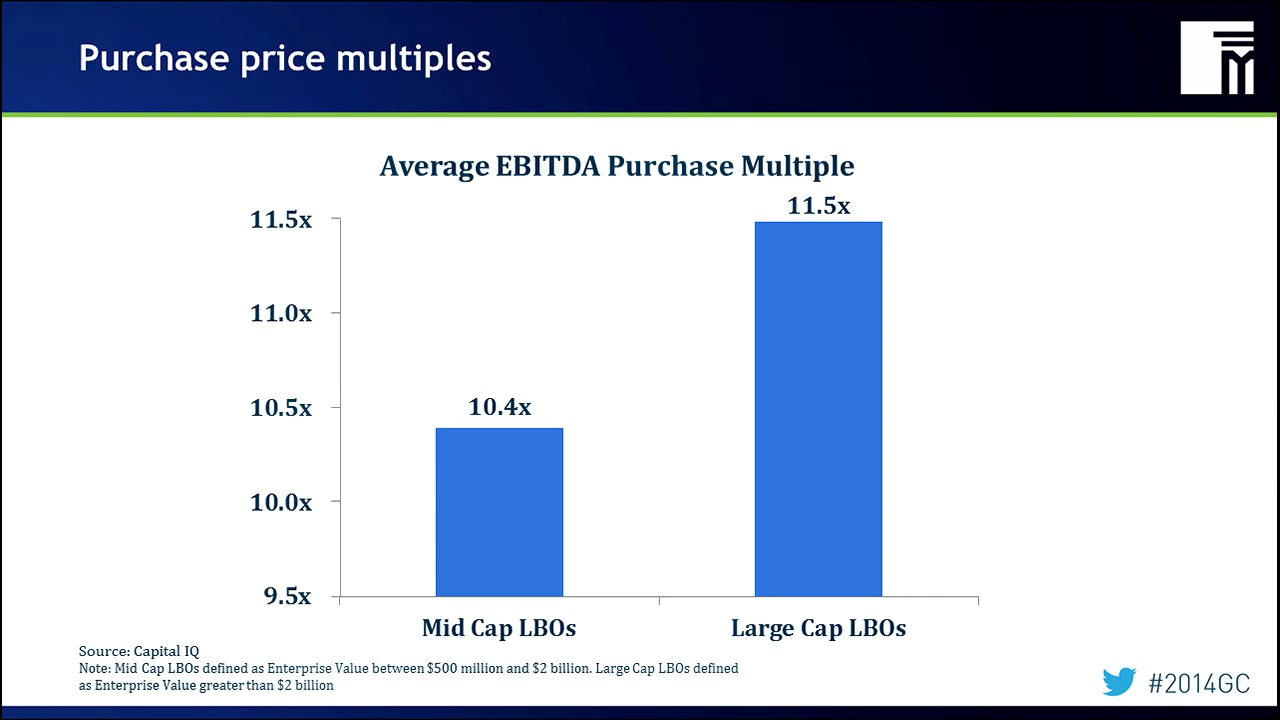 Purchase price multiples
Average EBITDA Purchase Multiple
11.5x
11.5x
11.0x
10.5x
10.4x
10.0x
9.5x
Mid Cap LBOs
Large Cap LBOs
Source: Capital IQ
Note: Mid Cap LBOs defined as Enterprise Value between $500 million and $2 billion. Large Cap LBOs defined
as Enterprise Value greater than $2 billion
#2014GC